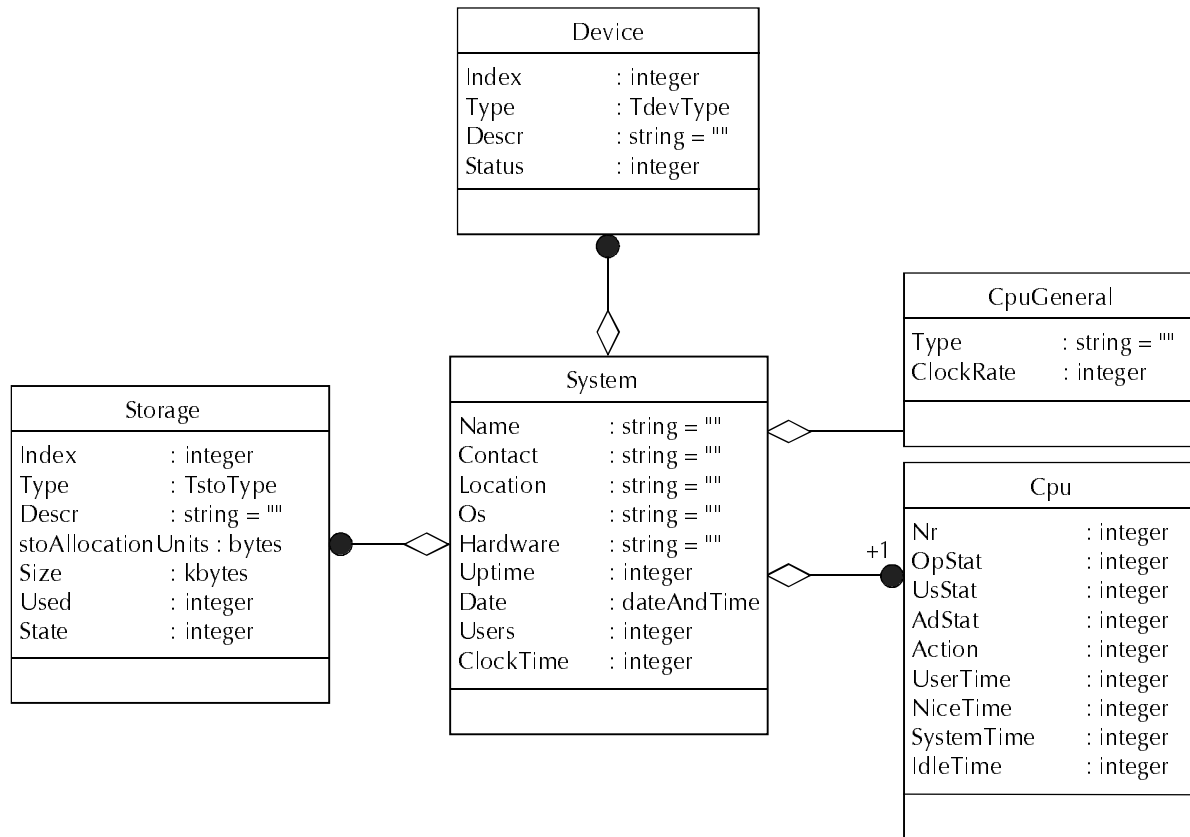 Device
Index : integer
Type : TdevType
Descr : string = ""
Status : integer
CpuGeneral
Type : string = ""
ClockRate : integer
System
Name : string = ""
Contact : string = ""
Location : string = ""
Os : string = ""
Hardware : string = ""
Uptime : integer
Date : dateAndTime
Users : integer
ClockTime : integer
Storage
Index : integer
Type : TstoType
Descr : string = ""
stoAllocationUnits : bytes
Size : kbytes
Used : integer
State : integer
+1
Cpu
Nr : integer
OpStat : integer
UsStat : integer
AdStat : integer
Action : integer
UserTime : integer
NiceTime : integer
SystemTime : integer
IdleTime : integer